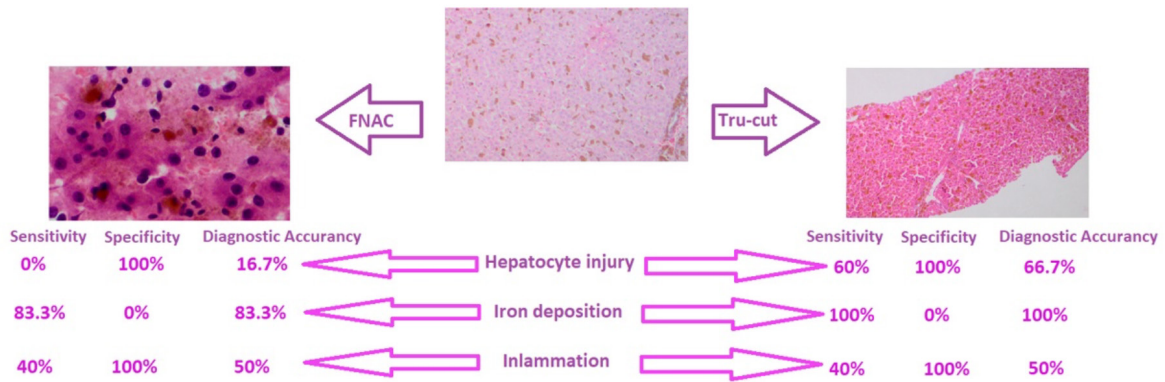 FNAC
Tru-cut
Sensitivity Specificity Diagnostic Accurancy
Sensitivity Specificity Diagnostic Accurancy
0% 100% 16.7% Hepatocyte injury 60% 100% 66.7%
83.3% 0% 83.3% Iron deposition 100% 0% 100%
40% 100% 50% Inlammation 40% 100% 50%